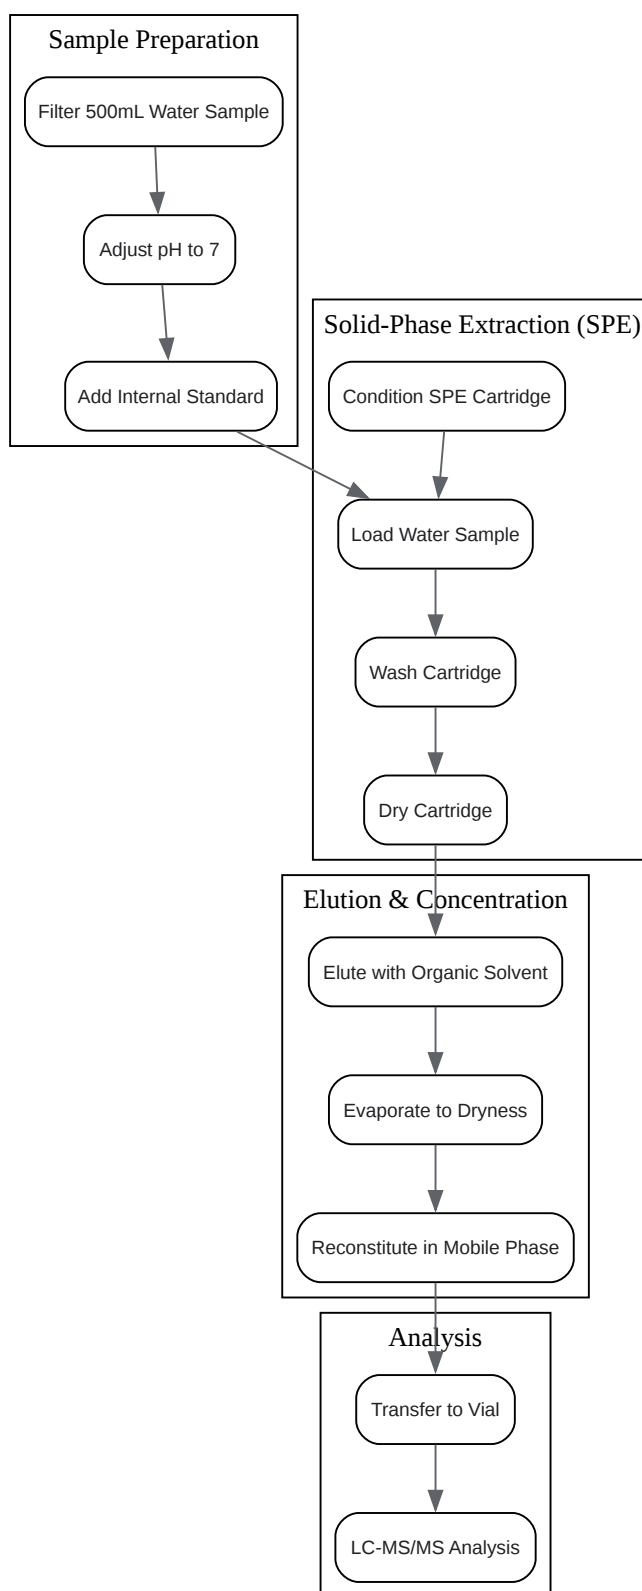 Sample Preparation
Filter 500mL Water Sample
Adjust pH to 7
Add Internal Standard
Solid-Phase Extraction (SPE)
Condition SPE Cartridge
Load Water Sample
Wash Cartridge
Dry Cartridge
Elution & Concentration
Elute with Organic Solvent
Evaporate to Dryness
Reconstitute in Mobile Phase
Analysis
Transfer to Vial
LC-MS/MS Analysis